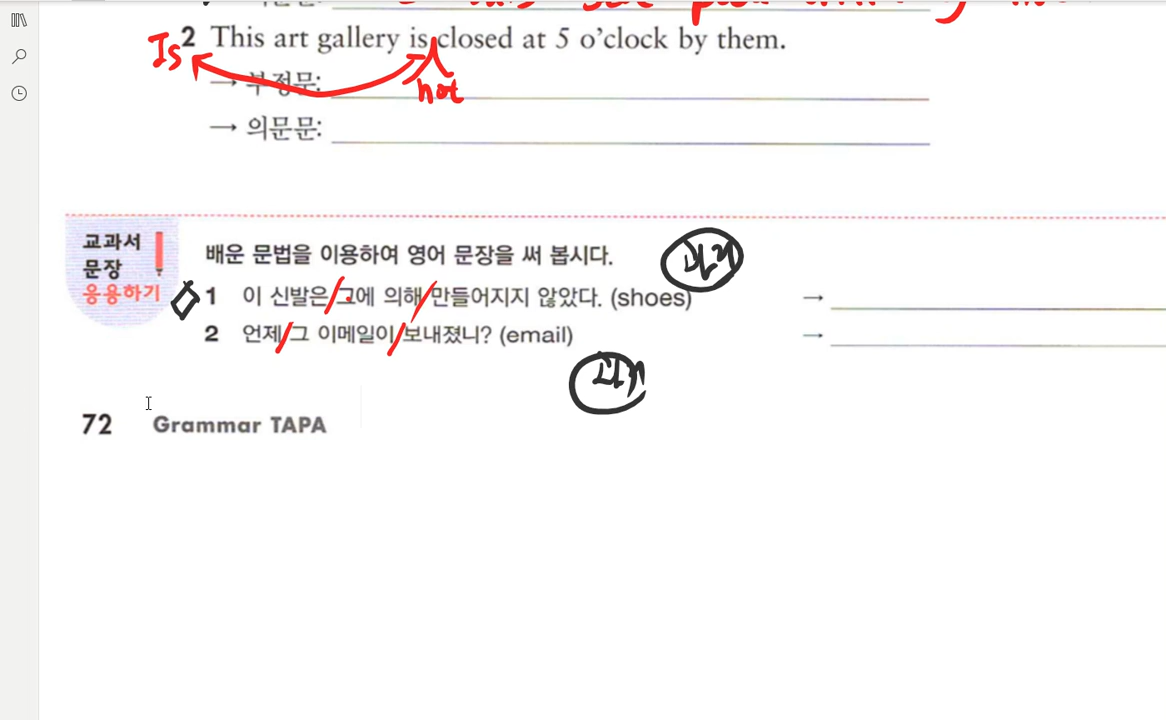 Is 2 This art gallery is closed at 5 o'clock by them.
not
→ 부정문:
→ 의문문:
교과서
문장
응용하기
배운 문법을 이용하여 영어 문장을 써 봅시다.
과거
1 이 신발은/그에 의해/만들어지지 않았다. (shoes) →
2 언제/그 이메일이/보내졌니? (email) →
과거
72 Grammar TAPA